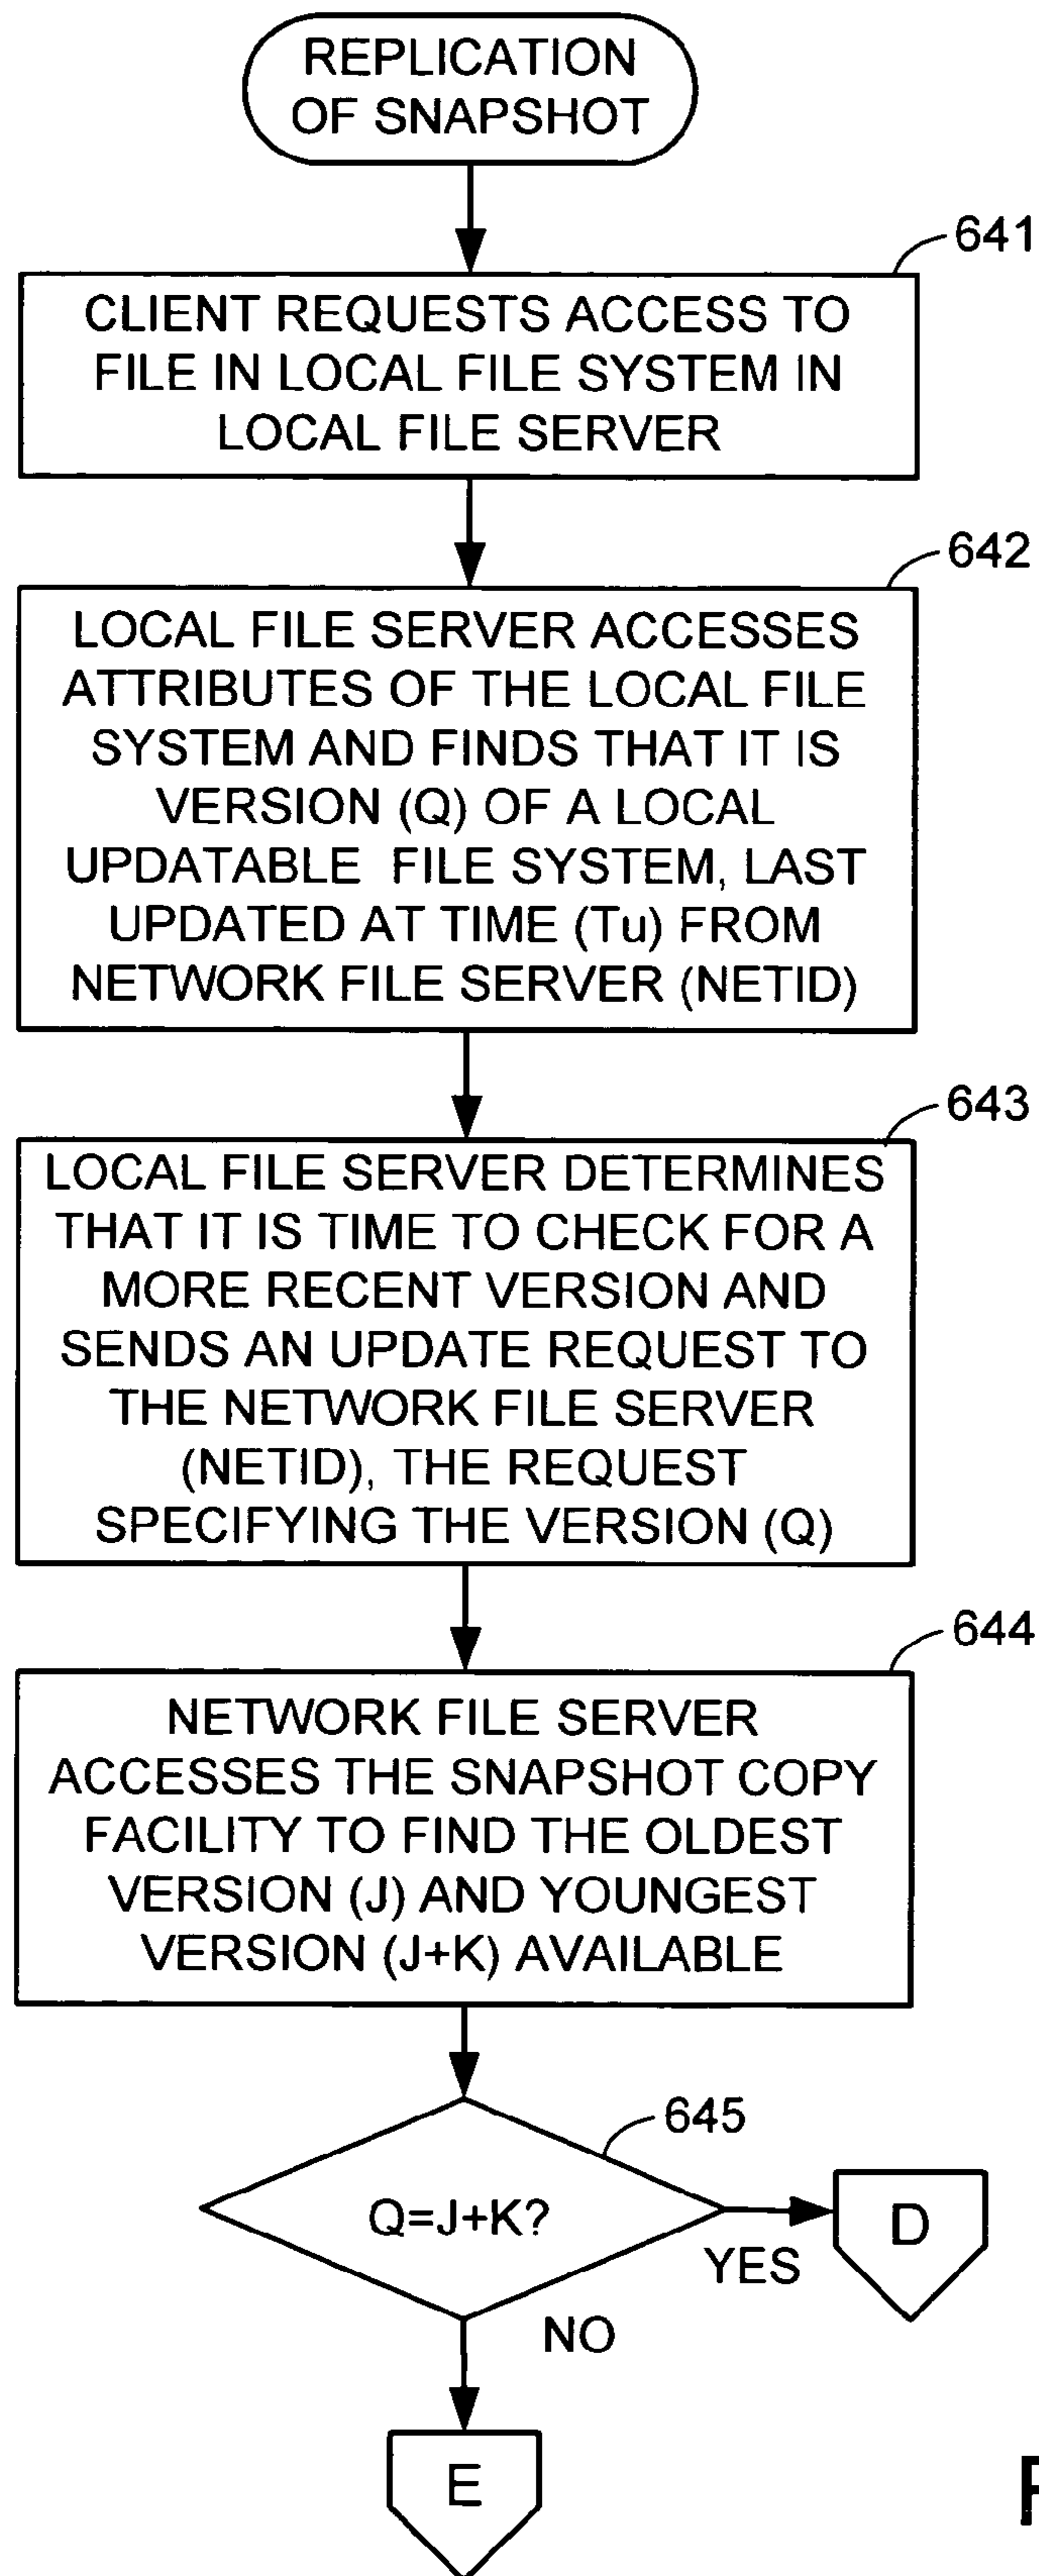 REPLICATION
OF SNAPSHOT
641
CLIENT REQUESTS ACCESS TO
FILE IN LOCAL FILE SYSTEM IN
LOCAL FILE SERVER
642
LOCAL FILE SERVER ACCESSES
ATTRIBUTES OF THE LOCAL FILE
SYSTEM AND FINDS THAT IT IS
VERSION (Q) OF A LOCAL
UPDATABLE FILE SYSTEM, LAST
UPDATED AT TIME (Tu) FROM
NETWORK FILE SERVER (NETID)
643
LOCAL FILE SERVER DETERMINES
THAT IT IS TIME TO CHECK FOR A
MORE RECENT VERSION AND
SENDS AN UPDATE REQUEST TO
THE NETWORK FILE SERVER
(NETID), THE REQUEST
SPECIFYING THE VERSION (Q)
644
NETWORK FILE SERVER
ACCESSES THE SNAPSHOT COPY
FACILITY TO FIND THE OLDEST
VERSION (J) AND YOUNGEST
VERSION (J+K) AVAILABLE
645
Q=J+K?
D
YES
NO
E